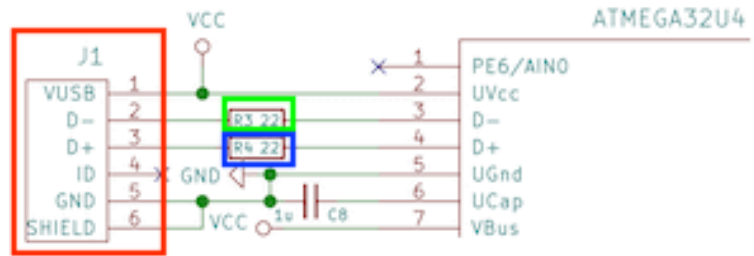 VCC
ATMEGA32U4
J1
1
PE6/AIN0
VUSB 1 2 UVcc
D- 2 R3 22 3 D-
D+ 3 R4 22 4 D+
ID 4 GND 5 UGnd
GND 5 1u C8 6 UCap
SHIELD 6 VCC 7 VBus